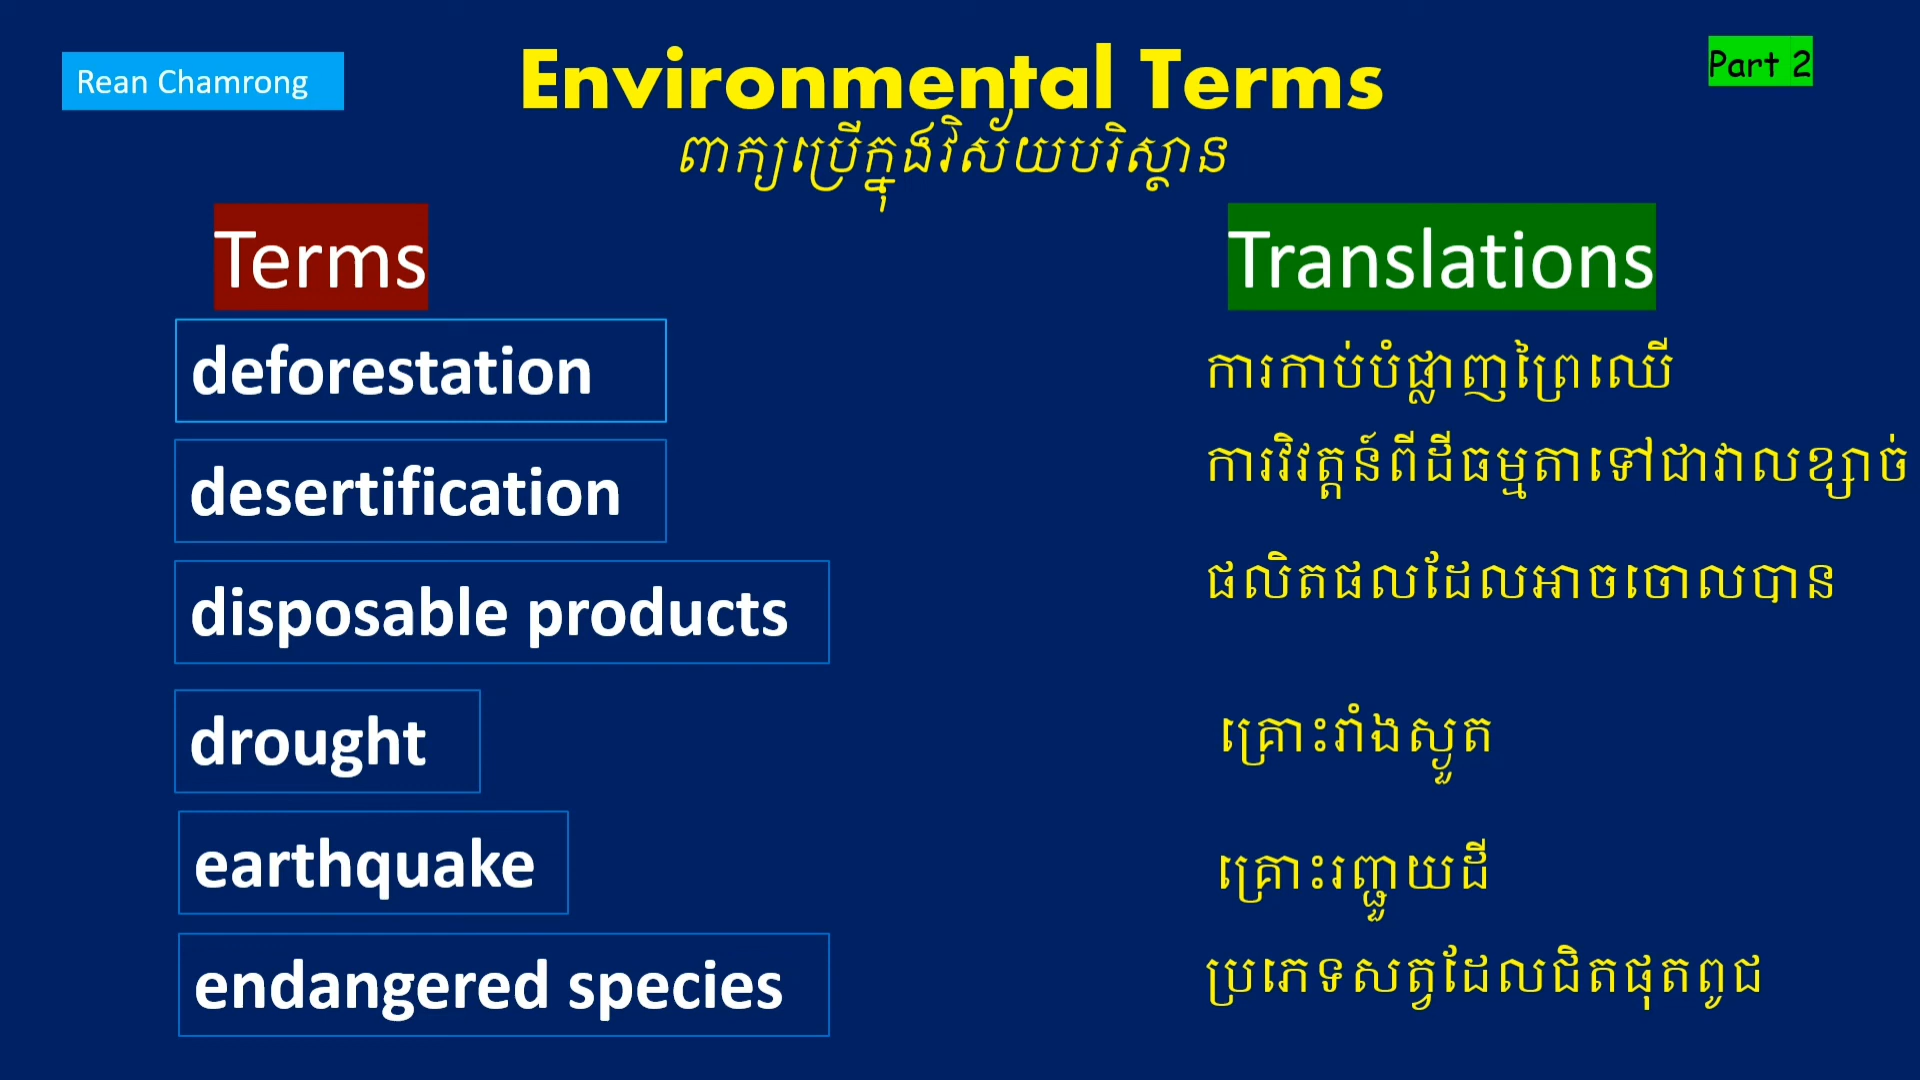 Rean Chamrong
Environmental Terms
Part 2
ពាក្យប្រើក្នុងវិស័យបរិស្ថាន
Terms
Translations
deforestation
ការកាប់បំផ្លាញព្រៃឈើ
desertification
ការវិវត្តន៍ពីដីធម្មតាទៅជាវាលខ្សាច់
disposable products
ផលិតផលដែលអាចចោលបាន
drought
គ្រោះរាំងស្ងួត
earthquake
គ្រោះរញ្ជួយដី
endangered species
ប្រភេទសត្វដែលជិតផុតពូជ